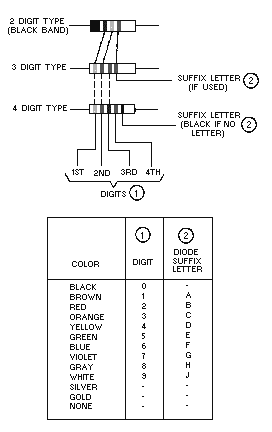 2 DIGIT TYPE
(BLACK BAND)
3 DIGIT TYPE
SUFFIX LETTER 2
(IF USED)
4 DIGIT TYPE
SUFFIX LETTER
(BLACK IF NO 2
LETTER)
1ST 2ND 3RD 4TH
DIGITS 1
1 2
COLOR DIGIT DIODE SUFFIX LETTER
BLACK 0 -
BROWN 1 A
RED 2 B
ORANGE 3 C
YELLOW 4 D
GREEN 5 E
BLUE 6 F
VIOLET 7 G
GRAY 8 H
WHITE 9 J
SILVER - -
GOLD - -
NONE - -